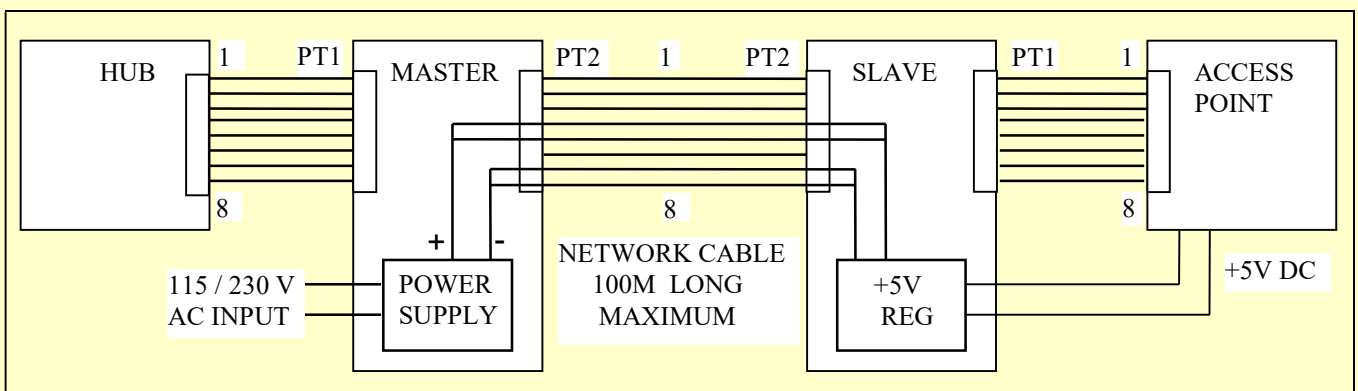 HUB
1
8
PT1
MASTER
PT2
1
PT2
SLAVE
PT1
1
8
ACCESS
POINT
+ -
115 / 230 V
AC INPUT
POWER
SUPPLY
8
NETWORK CABLE
100M LONG
MAXIMUM
+5V
REG
+5V DC